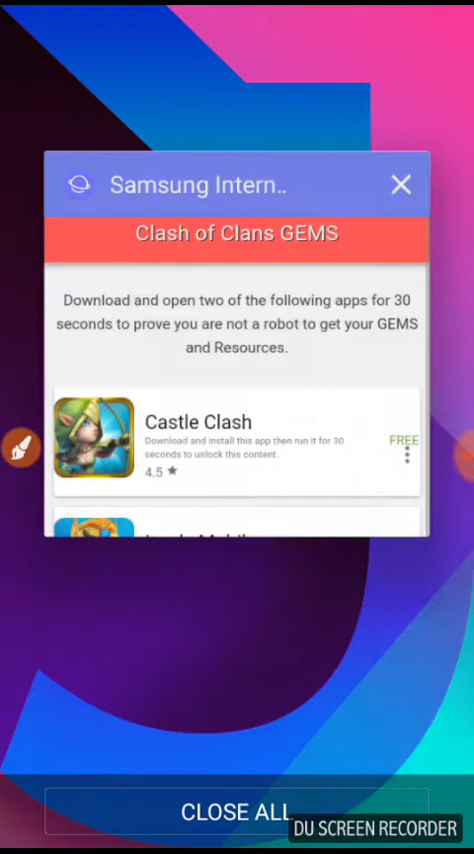 Samsung Intern..
Clash of Clans GEMS
Download and open two of the following apps for 30
seconds to prove you are not a robot to get your GEMS
and Resources.
Castle Clash
Download and install this app then run it for 30
seconds to unlock this content.
FREE
4.5 ★
CLOSE ALL
DU SCREEN RECORDER